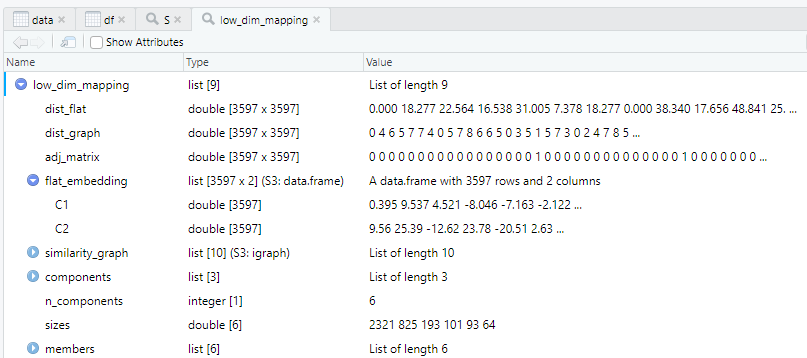 data × df × S × low_dim_mapping ×
Show Attributes
Name Type Value
low_dim_mapping list [9] List of length 9
dist_flat double [3597 x 3597] 0.000 18.277 22.564 16.538 31.005 7.378 18.277 0.000 38.340 17.656 48.841 25. ...
dist_graph double [3597 x 3597] 0 4 6 5 7 7 4 0 5 7 8 6 6 5 0 3 5 1 5 7 3 0 2 4 7 8 5 ...
adj_matrix double [3597 x 3597] 0 0 0 0 0 0 0 0 0 0 0 0 0 0 0 0 0 1 0 0 0 0 0 0 0 0 0 0 0 0 0 0 1 0 0 0 0 0 0 0 ...
flat_embedding list [3597 x 2] (S3: data.frame) A data.frame with 3597 rows and 2 columns
C1 double [3597] 0.395 9.537 4.521 -8.046 -7.163 -2.122 ...
C2 double [3597] 9.56 25.39 -12.62 23.78 -20.51 2.63 ...
similarity_graph list [10] (S3: igraph) List of length 10
components list [3] List of length 3
n_components integer [1] 6
sizes double [6] 2321 825 193 101 93 64
members list [6] List of length 6